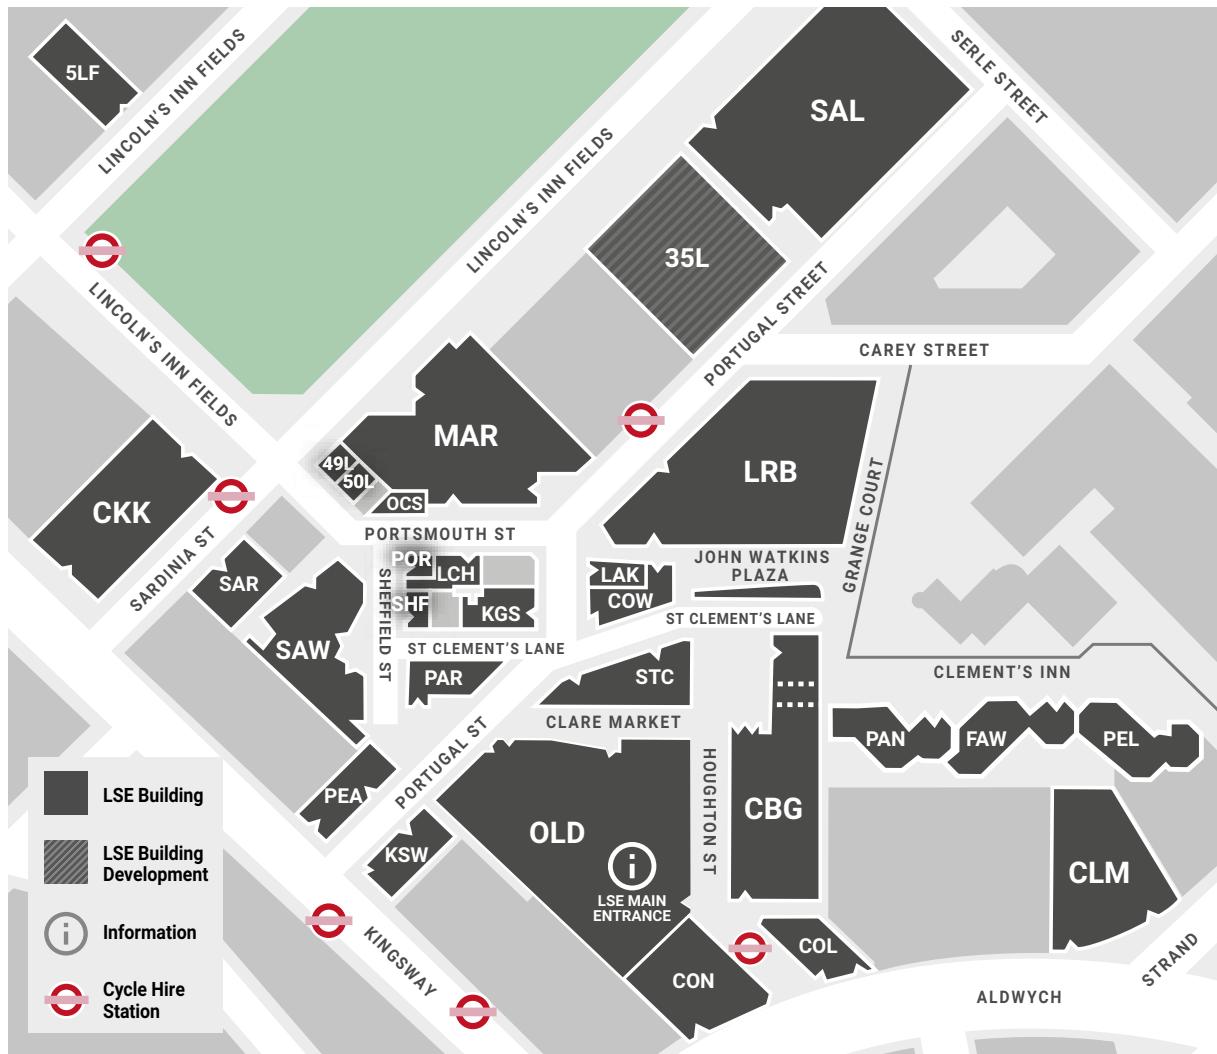 SERLE STREET
LINCOLN'S INN FIELDS
5LF
SAL
LINCOLN'S INN FIELDS
35L
PORTUGAL STREET
LINCOLN'S INN FIELDS
CAREY STREET
MAR
49L
50L
LRB
OCS
CKK
GRANGE COURT
PORTSMOUTH ST
SARDINIA ST
POR
LCH
JOHN WATKINS
PLAZA
LAK
SAR
SHEFFIELD ST
SHF
KGS
COW
ST CLEMENT'S LANE
SAW
ST CLEMENT'S LANE
PAR
STC
CLEMENT'S INN
CLARE MARKET
PAN
FAW
PEL
PORTUGAL ST
HOUGHTON ST
PEA
LSE Building
CBG
OLD
KSW
LSE Building
Development
CLM
LSE MAIN
ENTRANCE
Information
COL
KINGSWAY
STRAND
CON
Cycle Hire
Station
ALDWYCH